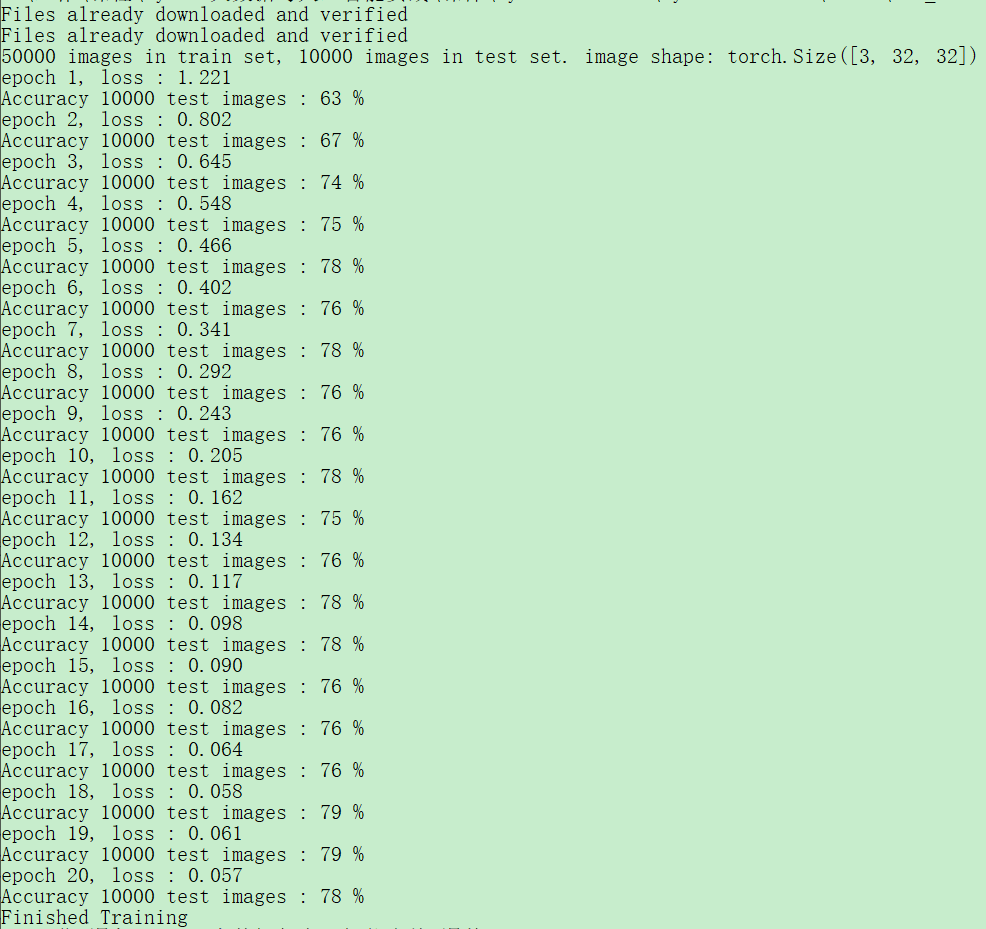 Files already downloaded and verified
Files already downloaded and verified
50000 images in train set, 10000 images in test set. image shape: torch.Size([3, 32, 32])
epoch 1, loss : 1.221
Accuracy 10000 test images : 63 %
epoch 2, loss : 0.802
Accuracy 10000 test images : 67 %
epoch 3, loss : 0.645
Accuracy 10000 test images : 74 %
epoch 4, loss : 0.548
Accuracy 10000 test images : 75 %
epoch 5, loss : 0.466
Accuracy 10000 test images : 78 %
epoch 6, loss : 0.402
Accuracy 10000 test images : 76 %
epoch 7, loss : 0.341
Accuracy 10000 test images : 78 %
epoch 8, loss : 0.292
Accuracy 10000 test images : 76 %
epoch 9, loss : 0.243
Accuracy 10000 test images : 76 %
epoch 10, loss : 0.205
Accuracy 10000 test images : 78 %
epoch 11, loss : 0.162
Accuracy 10000 test images : 75 %
epoch 12, loss : 0.134
Accuracy 10000 test images : 76 %
epoch 13, loss : 0.117
Accuracy 10000 test images : 78 %
epoch 14, loss : 0.098
Accuracy 10000 test images : 78 %
epoch 15, loss : 0.090
Accuracy 10000 test images : 76 %
epoch 16, loss : 0.082
Accuracy 10000 test images : 76 %
epoch 17, loss : 0.064
Accuracy 10000 test images : 76 %
epoch 18, loss : 0.058
Accuracy 10000 test images : 79 %
epoch 19, loss : 0.061
Accuracy 10000 test images : 79 %
epoch 20, loss : 0.057
Accuracy 10000 test images : 78 %
Finished Training